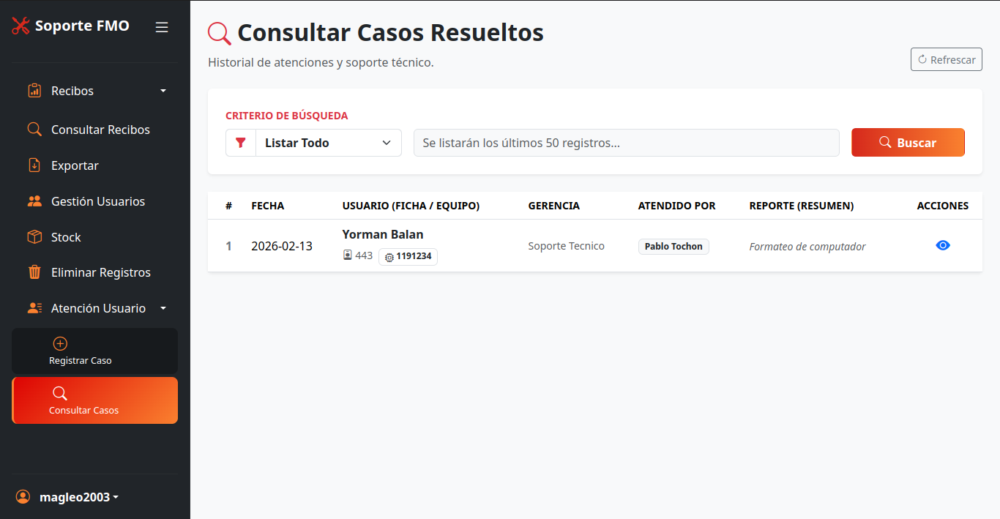 Soporte FMO
Recibos
Consultar Recibos
Exportar
Gestión Usuarios
Stock
Eliminar Registros
Atención Usuario
Registrar Caso
Consultar Casos
magleo2003
Consultar Casos Resueltos
Historial de atenciones y soporte técnico.
Refrescar
CRITERIO DE BÚSQUEDA
Listar Todo
Se listarán los últimos 50 registros...
Buscar
# FECHA USUARIO (FICHA / EQUIPO) GERENCIA ATENDIDO POR REPORTE (RESUMEN) ACCIONES
1 2026-02-13 Yorman Balan Soporte Tecnico Pablo Tochon Formateo de computador
443 1191234